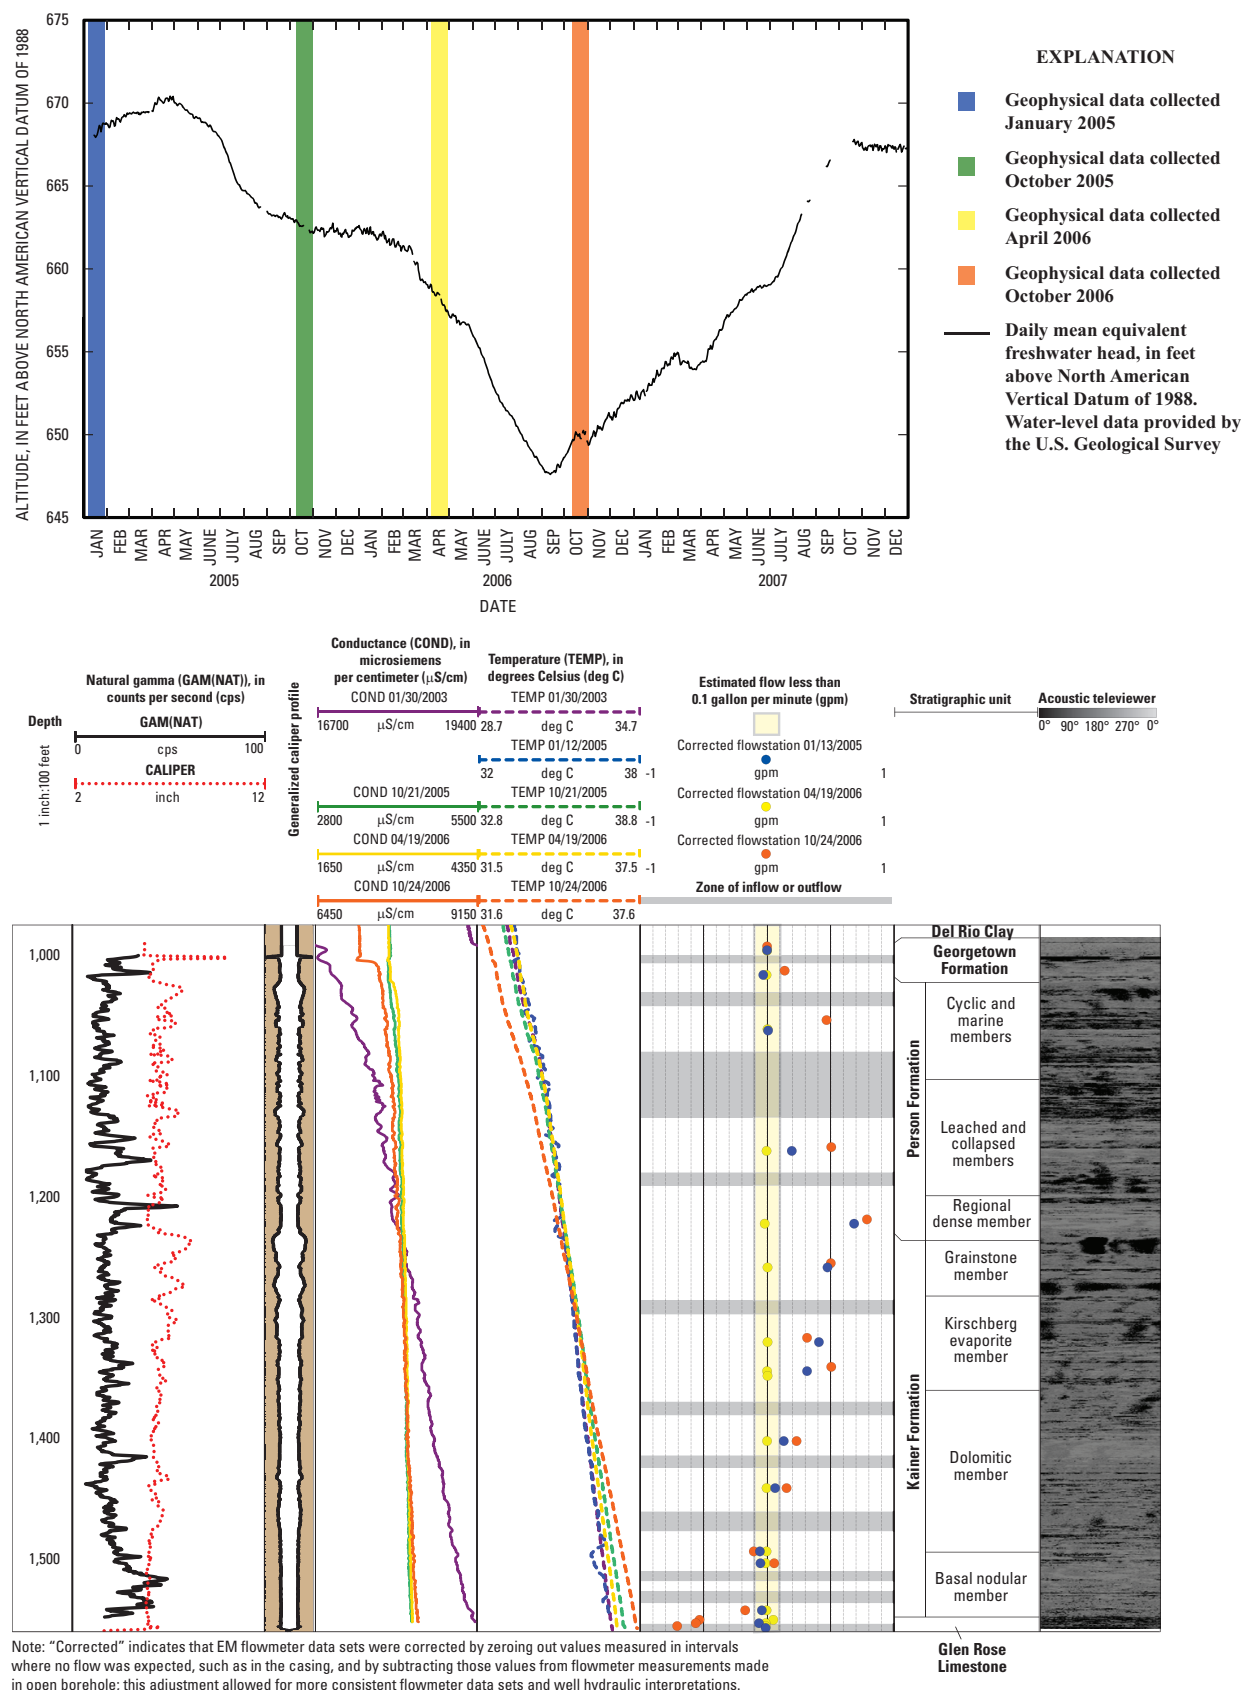 ALTITUDE, IN FEET ABOVE NORTH AMERICAN VERTICAL DATUM OF 1988
675
670
665
660
655
650
645
JAN FEB MAR APR MAY JUNE JULY AUG SEP OCT NOV DEC JAN FEB MAR APR MAY JUNE JULY AUG SEP OCT NOV DEC JAN FEB MAR APR MAY JUNE JULY AUG SEP OCT NOV DEC
2005 2006 2007
DATE
EXPLANATION
Geophysical data collected
January 2005
Geophysical data collected
October 2005
Geophysical data collected
April 2006
Geophysical data collected
October 2006
Daily mean equivalent
freshwater head, in feet
above North American
Vertical Datum of 1988.
Water-level data provided by
the U.S. Geological Survey
Depth
1 inch:100 feet
Natural gamma (GAM(NAT)), in
counts per second (cps)
GAM(NAT)
0 cps 100
CALIPER
2 inch 12
Generalized caliper profile
Conductance (COND), in
microsiemens
per centimeter (µS/cm)
COND 01/30/2003
16700 µS/cm 19400
COND 10/21/2005
2800 µS/cm 5500
COND 04/19/2006
1650 µS/cm 4350
COND 10/24/2006
6450 µS/cm 9150
Temperature (TEMP), in
degrees Celsius (deg C)
TEMP 01/30/2003
28.7 deg C 34.7
TEMP 01/12/2005
32 deg C 38
TEMP 10/21/2005
32.8 deg C 38.8
TEMP 04/19/2006
31.5 deg C 37.5
TEMP 10/24/2006
31.6 deg C 37.6
Estimated flow less than
0.1 gallon per minute (gpm)
Corrected flowstation 01/13/2005
-1 gpm 1
Corrected flowstation 04/19/2006
-1 gpm 1
Corrected flowstation 10/24/2006
-1 gpm 1
Zone of inflow or outflow
Stratigraphic unit
Acoustic televiewer
0° 90° 180° 270° 0°
1,000
1,100
1,200
1,300
1,400
1,500
Del Rio Clay
Georgetown
Formation
Person Formation
Cyclic and
marine
members
Leached and
collapsed
members
Regional
dense member
Kainer Formation
Grainstone
member
Kirschberg
evaporite
member
Dolomitic
member
Basal nodular
member
Glen Rose
Limestone
Note: “Corrected” indicates that EM flowmeter data sets were corrected by zeroing out values measured in intervals
where no flow was expected, such as in the casing, and by subtracting those values from flowmeter measurements made
in open borehole; this adjustment allowed for more consistent flowmeter data sets and well hydraulic interpretations.